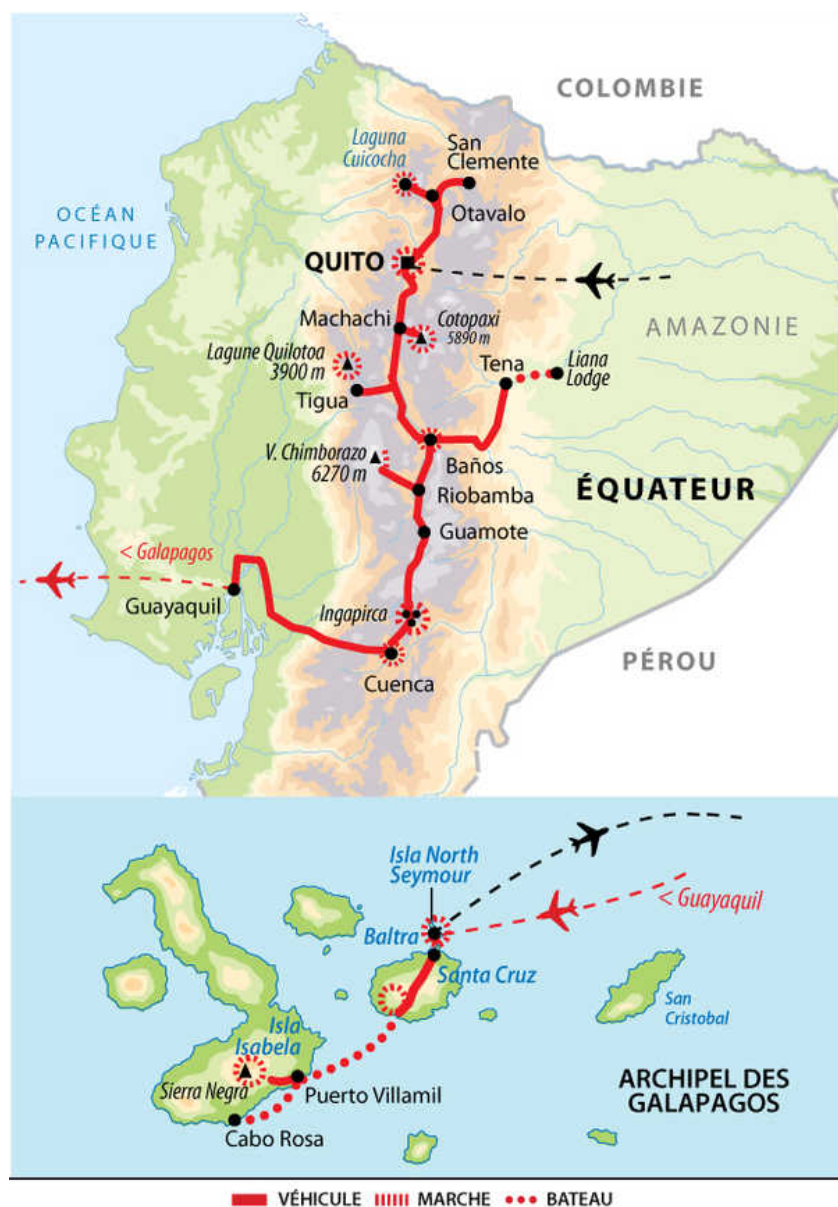 COLOMBIE
Laguna
Cuicocha
San
Clemente
OCÉAN
PACIFIQUE
Otavalo
QUITO
Machachi
Cotopaxi
5890 m
AMAZONIE
Lagune Quilotoa
3900 m
Tena
Liana
Lodge
Tigua
V. Chimborazo
6270 m
Baños
ÉQUATEUR
Riobamba
Guamote
< Galapagos
Guayaquil
Ingapirca
PÉROU
Cuenca
Isla North
Seymour
< Guayaquil
Baltra
Santa Cruz
San
Cristobal
Isla
Isabela
Sierra Negra
Puerto Villamil
ARCHIPEL DES
GALAPAGOS
Cabo Rosa
VÉHICULE MARCHE BATEAU